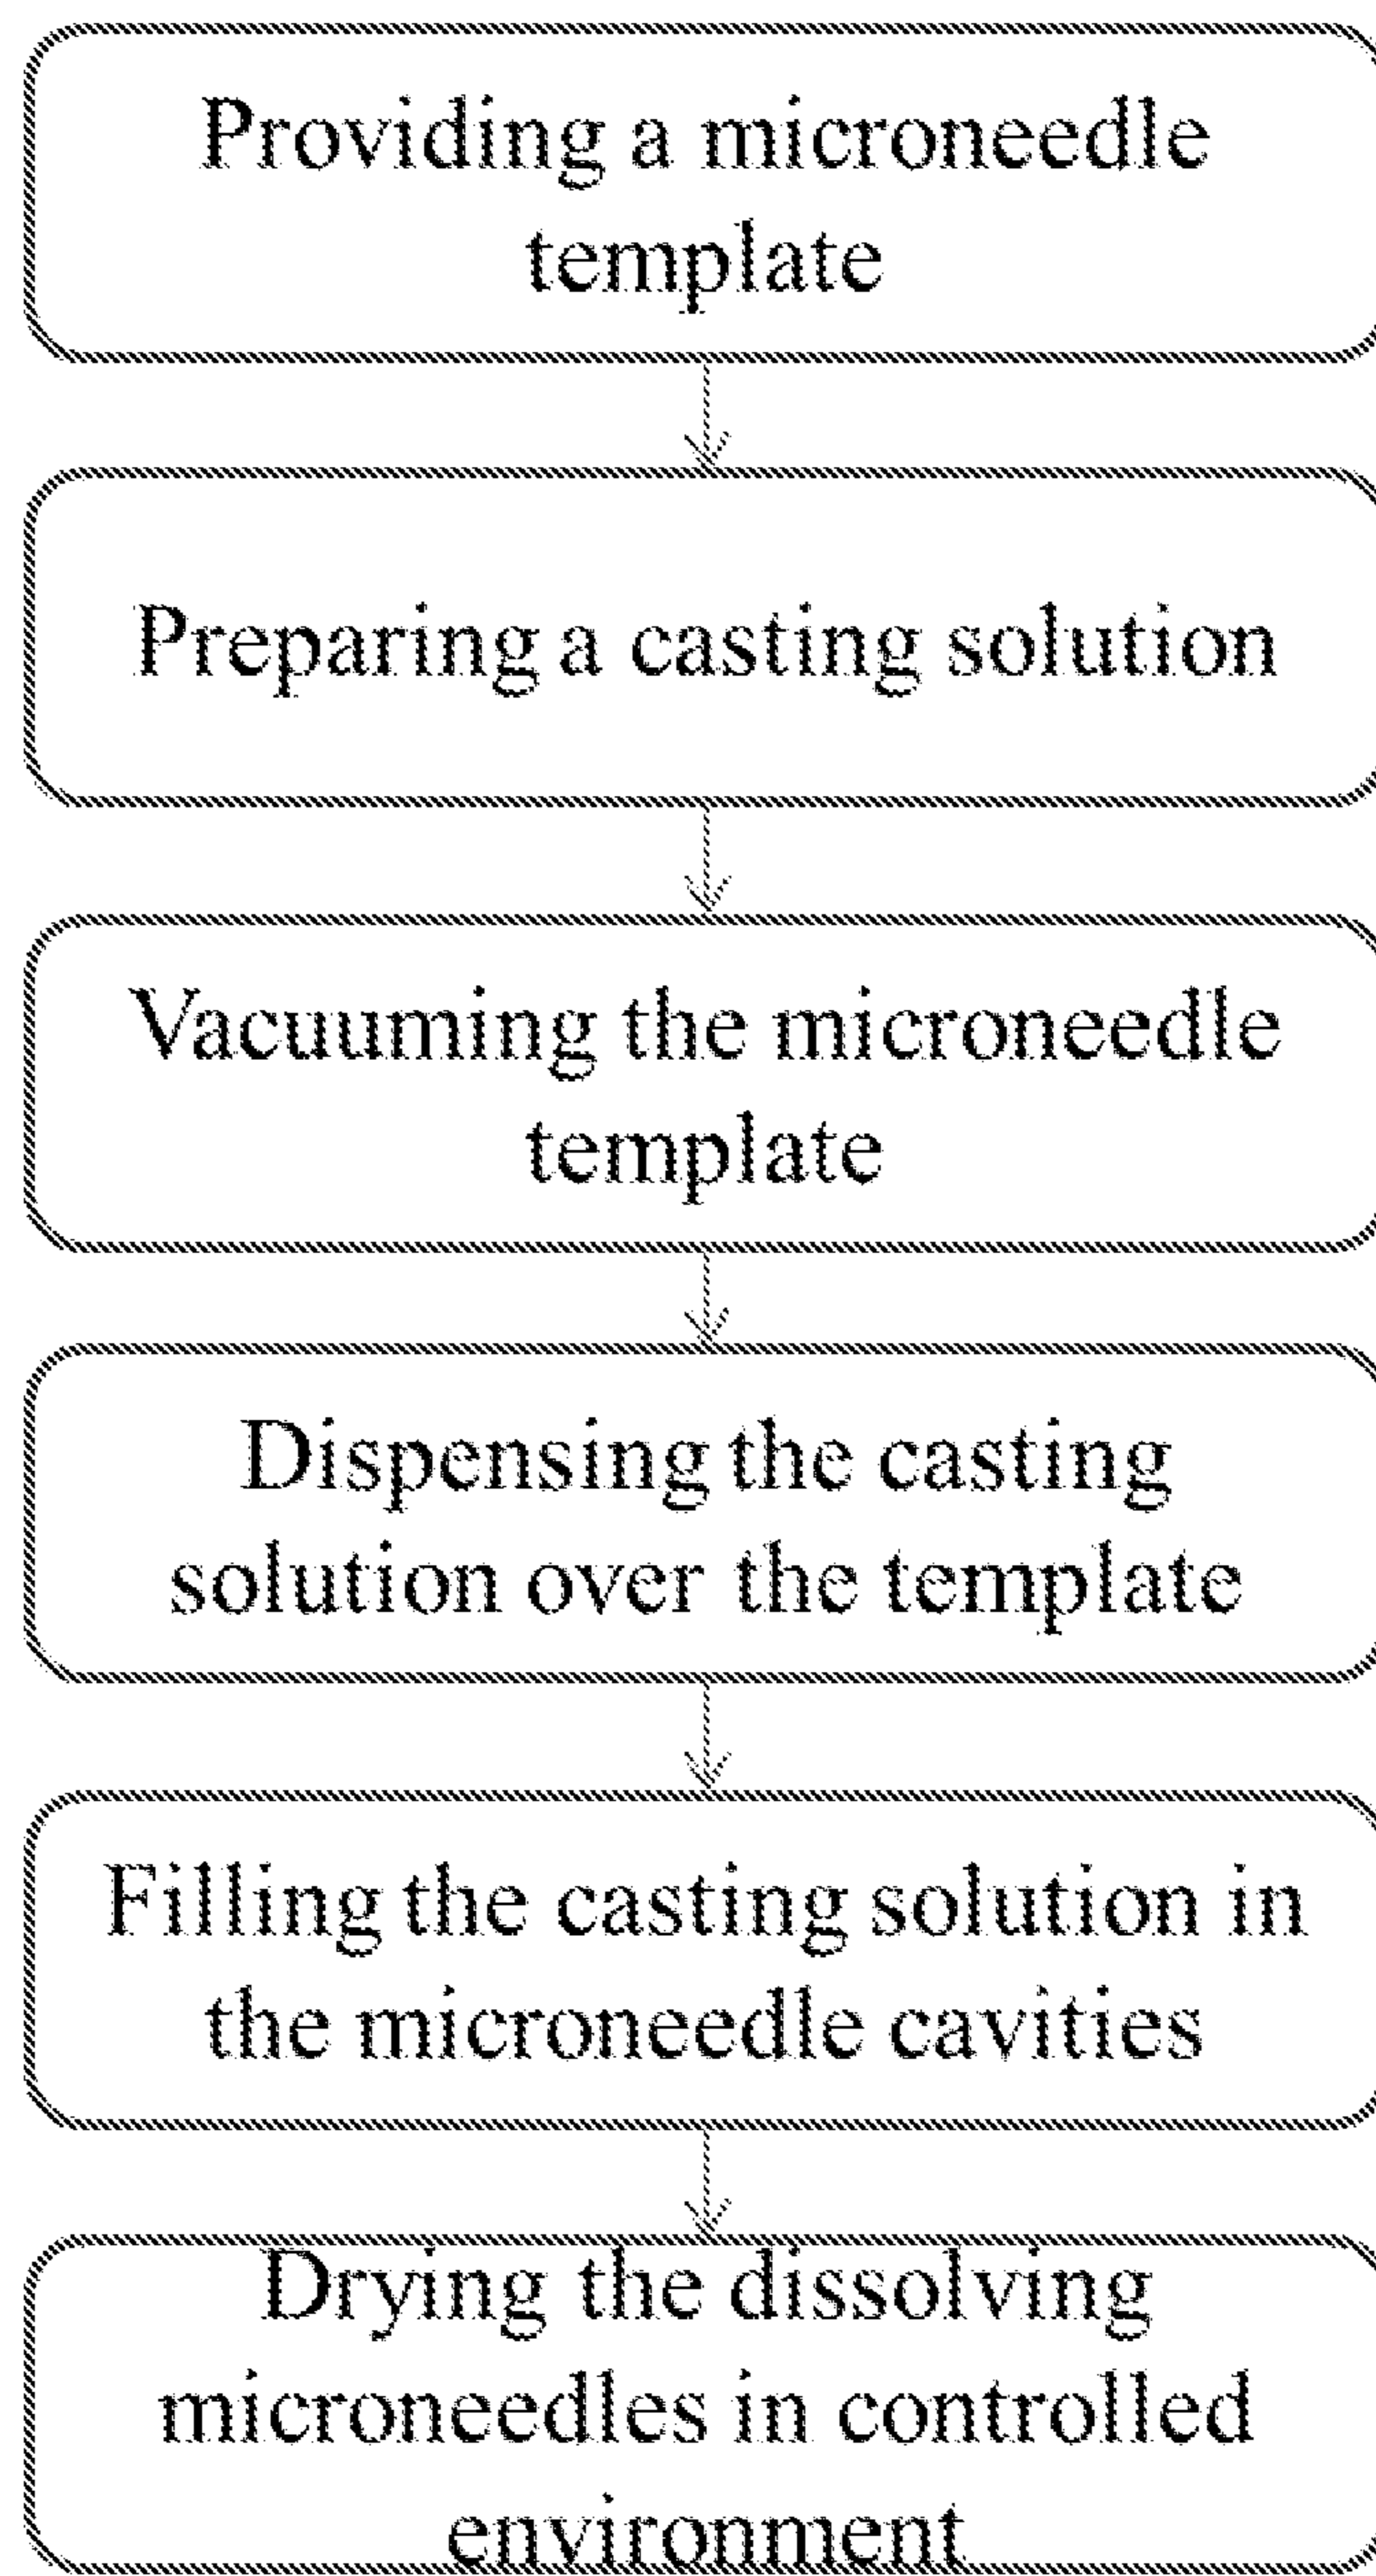 Providing a microneedle
template
Preparing a casting solution
Vacuuming the microneedle
template
Dispensing the casting
solution over the template
Filling the casting solution in
the microneedle cavities
Drying the dissolving
microneedles in controlled
environment